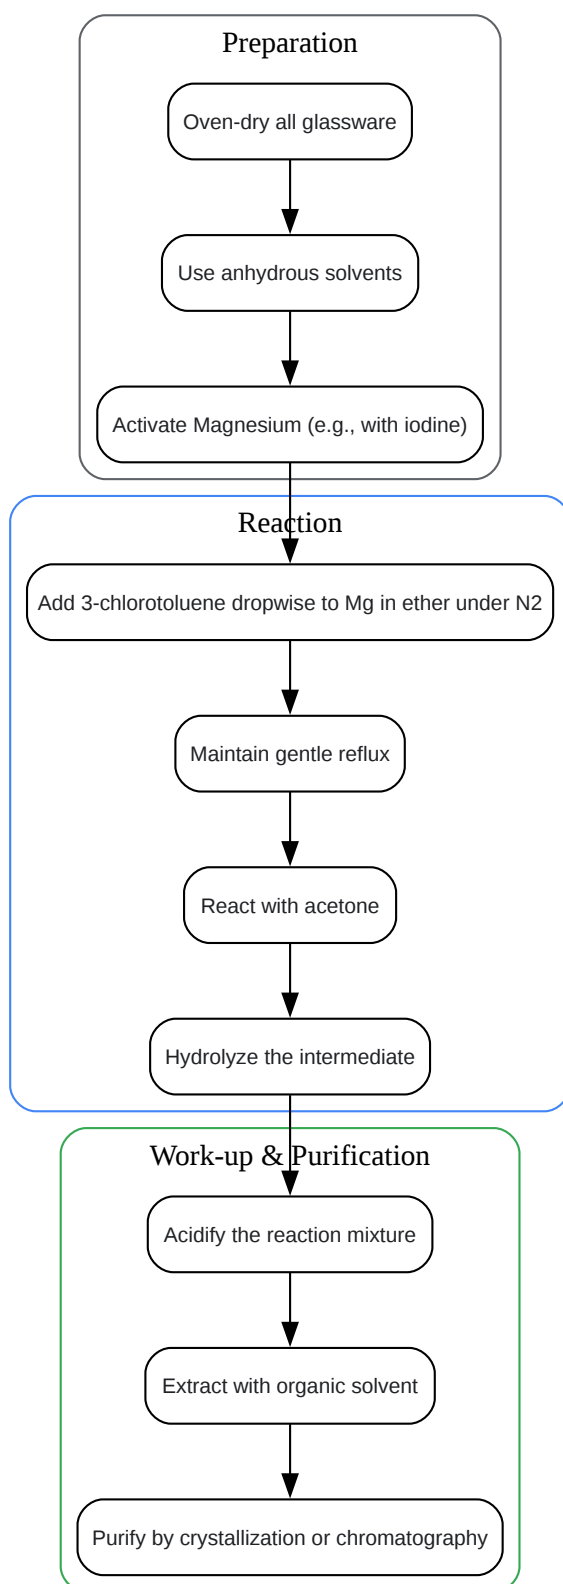 Preparation
Oven-dry all glassware
Use anhydrous solvents
Activate Magnesium (e.g., with iodine)
Reaction
Add 3-chlorotoluene dropwise to Mg in ether under N2
Maintain gentle reflux
React with acetone
Hydrolyze the intermediate
Work-up & Purification
Acidify the reaction mixture
Extract with organic solvent
Purify by crystallization or chromatography